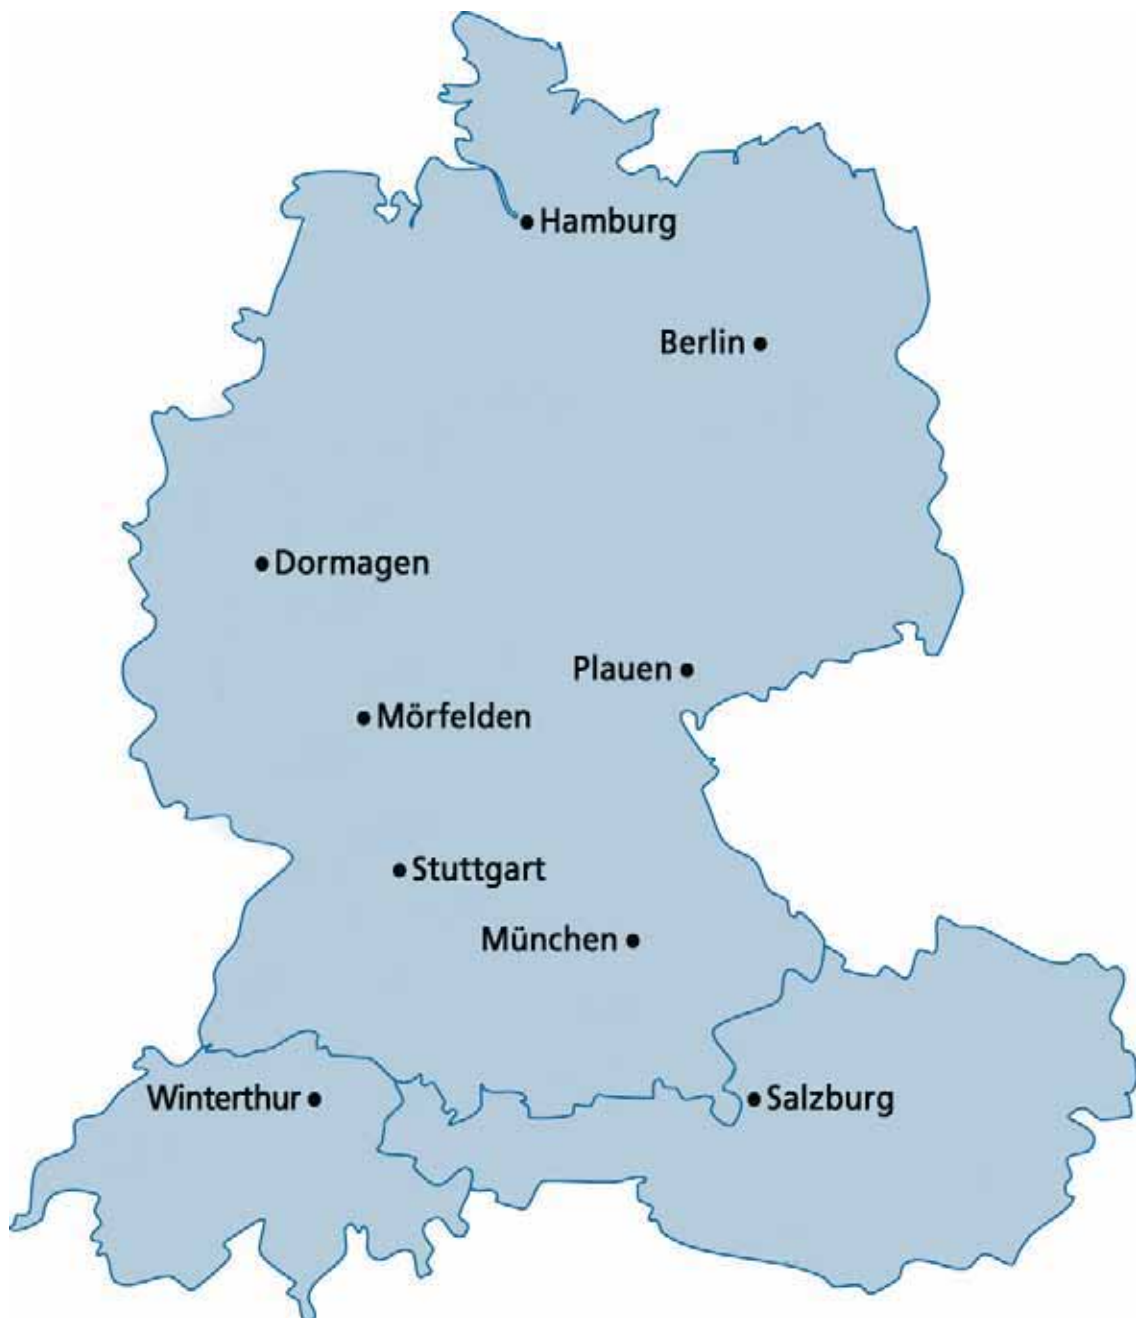 Hamburg
Berlin
Dormagen
Plauen
Mörfelden
Stuttgart
München
Winterthur
Salzburg